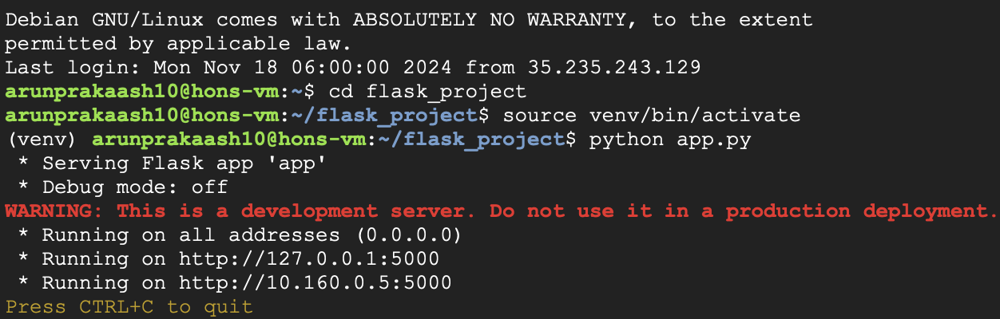 Debian GNU/Linux comes with ABSOLUTELY NO WARRANTY, to the extent
permitted by applicable law.
Last login: Mon Nov 18 06:00:00 2024 from 35.235.243.129
arunprakaash10@hons-vm:~$ cd flask_project
arunprakaash10@hons-vm:~/flask_project$ source venv/bin/activate
(venv) arunprakaash10@hons-vm:~/flask_project$ python app.py
 * Serving Flask app 'app'
 * Debug mode: off
WARNING: This is a development server. Do not use it in a production deployment.
 * Running on all addresses (0.0.0.0)
 * Running on http://127.0.0.1:5000
 * Running on http://10.160.0.5:5000
Press CTRL+C to quit